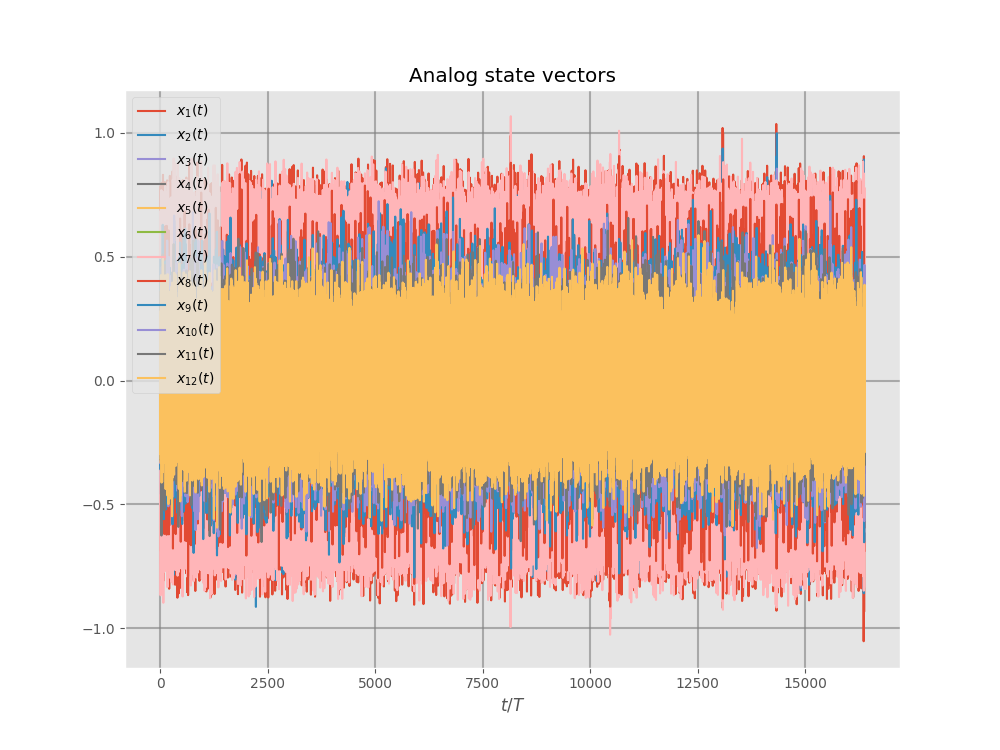 Analog state vectors
x₁(t)
x₂(t)
x₃(t)
x₄(t)
x₅(t)
x₆(t)
x₇(t)
x₈(t)
x₉(t)
x₁₀(t)
x₁₁(t)
x₁₂(t)
1.0
0.5
0.0
−0.5
−1.0
0 2500 5000 7500 10000 12500 15000
t/T